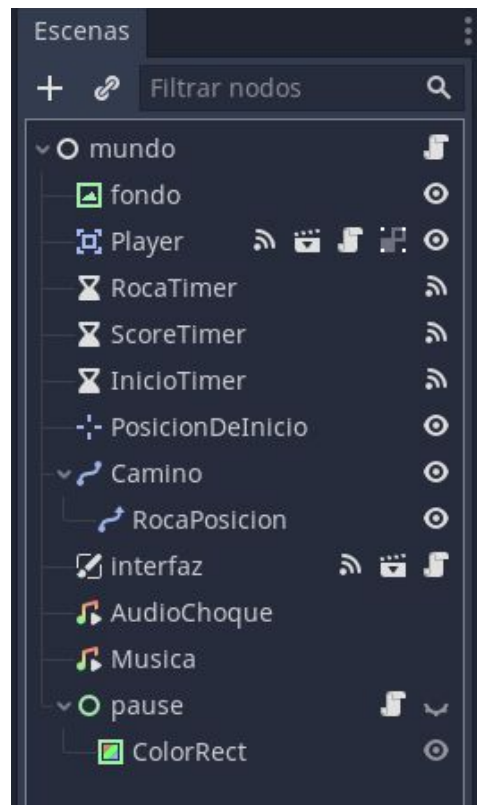 Escenas
Filtrar nodos
mundo
fondo
Player
RocaTimer
ScoreTimer
InicioTimer
PosicionDeInicio
Camino
RocaPosicion
interfaz
AudioChoque
Musica
pause
ColorRect